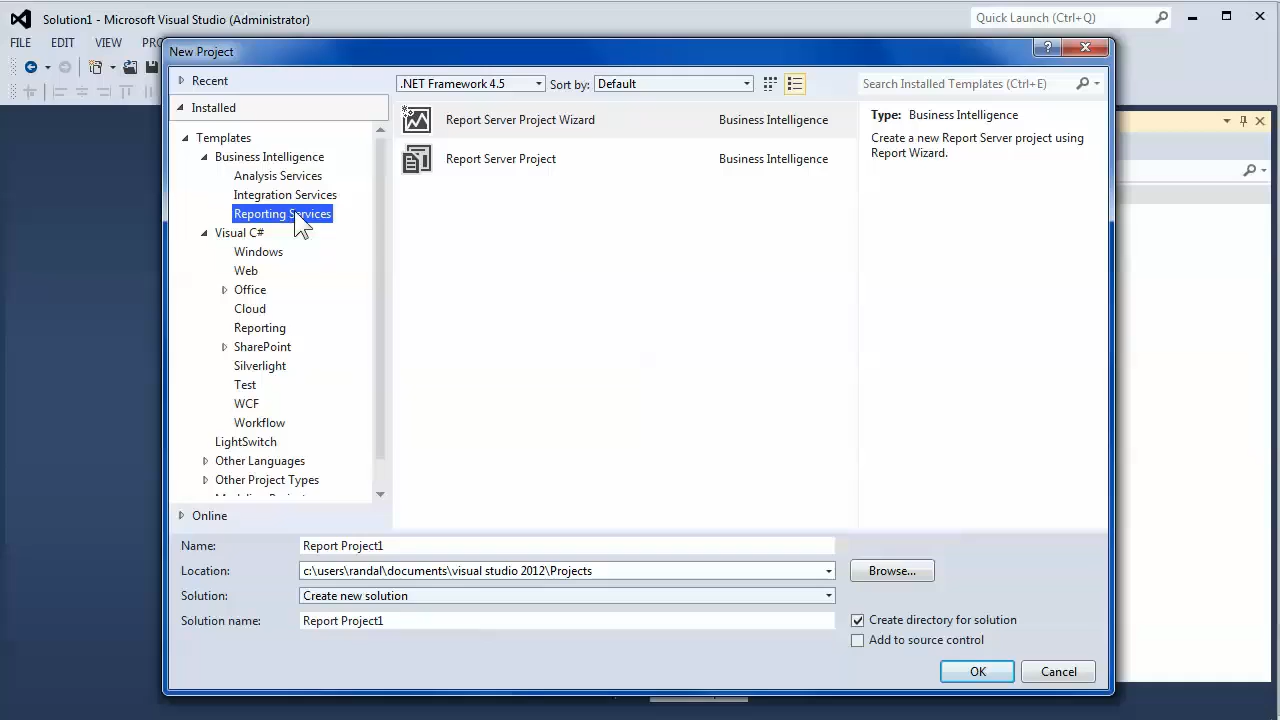 Solution1 - Microsoft Visual Studio (Administrator)
Quick Launch (Ctrl+Q)
FILE EDIT VIEW
New Project
Recent
.NET Framework 4.5 Sort by: Default
Search Installed Templates (Ctrl+E)
Installed
Templates
Business Intelligence
Analysis Services
Integration Services
Reporting Services
Visual C#
Windows
Web
Office
Cloud
Reporting
SharePoint
Silverlight
Test
WCF
Workflow
LightSwitch
Other Languages
Other Project Types
Online
Report Server Project Wizard Business Intelligence
Report Server Project Business Intelligence
Type: Business Intelligence
Create a new Report Server project using
Report Wizard.
Name: Report Project1
Location: c:\users\randal\documents\visual studio 2012\Projects
Browse...
Solution: Create new solution
Solution name: Report Project1
Create directory for solution
Add to source control
OK Cancel